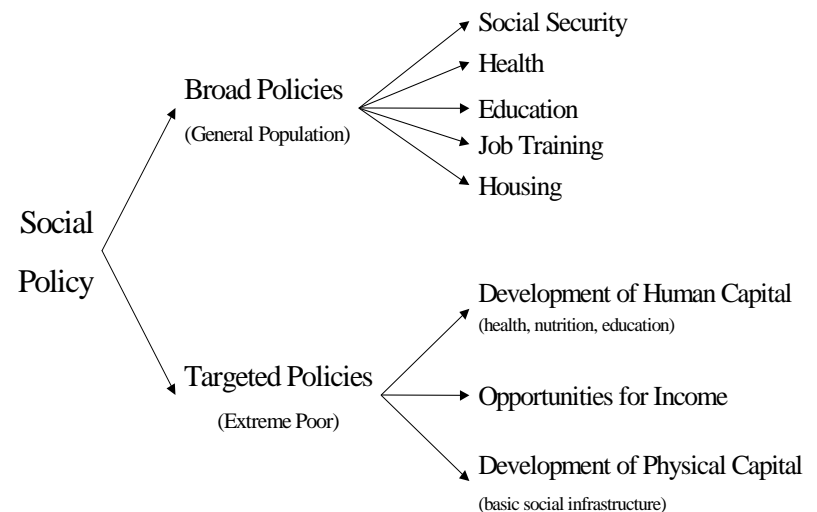 Social
Policy
Broad Policies
(General Population)
Social Security
Health
Education
Job Training
Housing
Targeted Policies
(Extreme Poor)
Development of Human Capital
(health, nutrition, education)
Opportunities for Income
Development of Physical Capital
(basic social infrastructure)